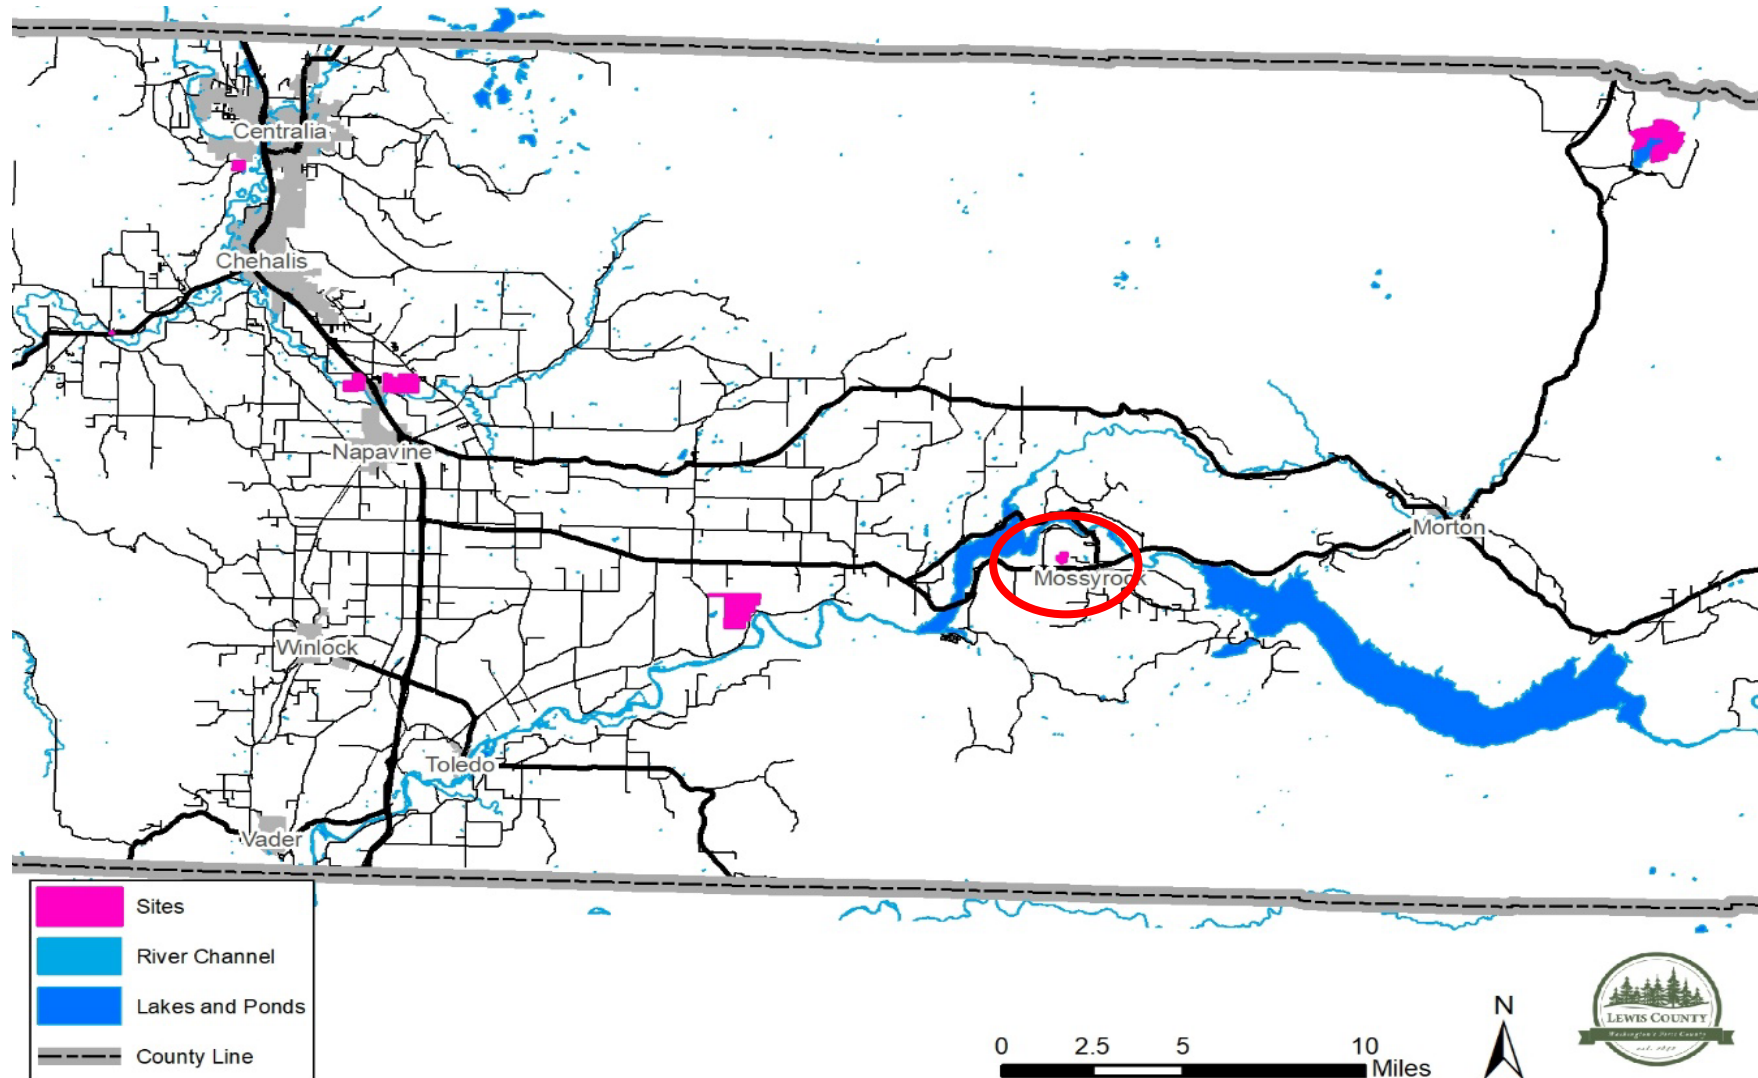 Centralia
Chehalis
Napavine
Morton
Mossyrock
Winlock
Toledo
Vader
Sites
River Channel
Lakes and Ponds
County Line
0 2.5 5 10
Miles
N
LEWIS COUNTY